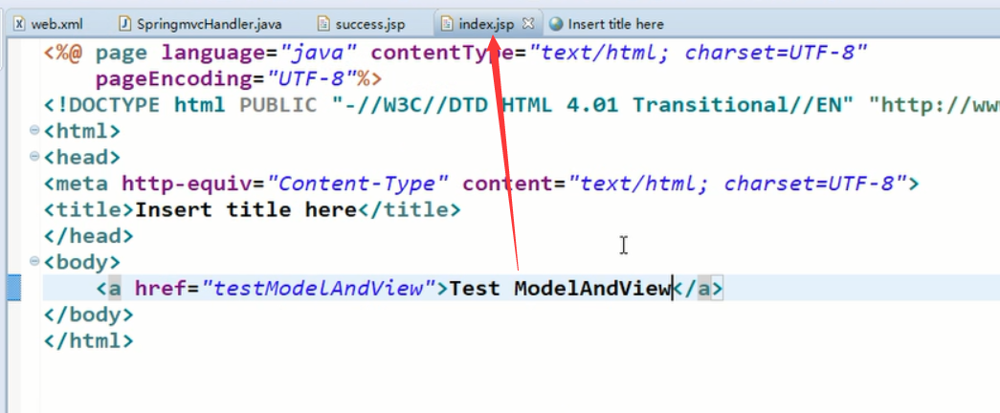 web.xml SpringmvcHandler.java success.jsp index.jsp Insert title here
<%@ page language="java" contentType="text/html; charset=UTF-8"
pageEncoding="UTF-8"%>
<!DOCTYPE html PUBLIC "-//W3C//DTD HTML 4.01 Transitional//EN" "http://www
<html>
<head>
<meta http-equiv="Content-Type" content="text/html; charset=UTF-8">
<title>Insert title here</title>
</head>
<body>
<a href="testModelAndView">Test ModelAndView</a>
</body>
</html>